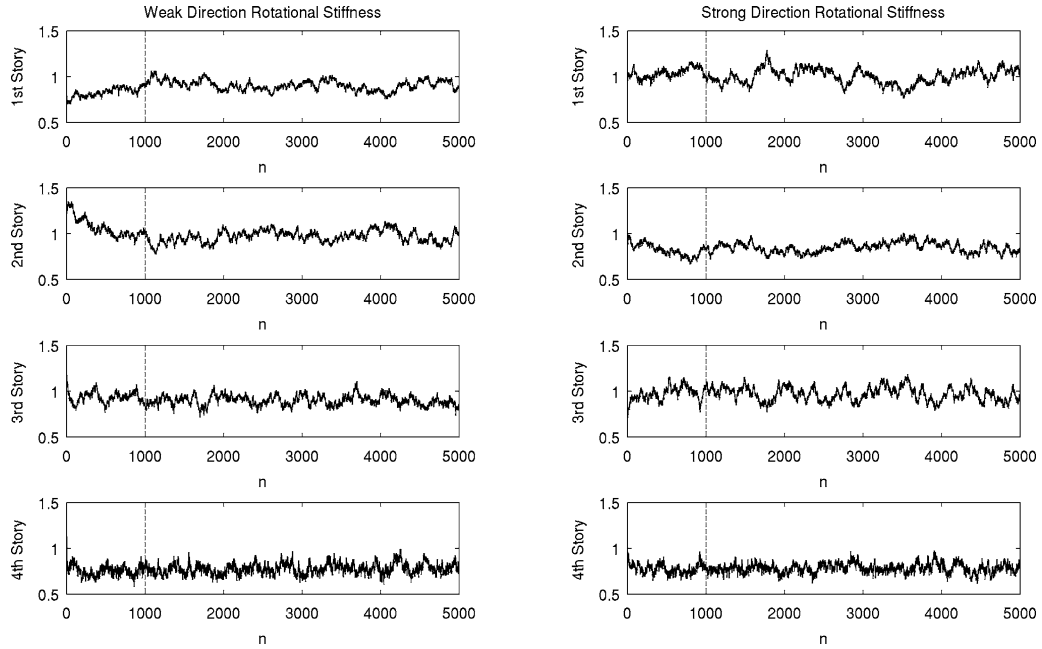 Weak Direction Rotational Stiffness
1.5
1
0.5
1st Story
0 1000 2000 3000 4000 5000
n
1.5
1
0.5
2nd Story
0 1000 2000 3000 4000 5000
n
1.5
1
0.5
3rd Story
0 1000 2000 3000 4000 5000
n
1.5
1
0.5
4th Story
0 1000 2000 3000 4000 5000
n
Strong Direction Rotational Stiffness
1.5
1
0.5
1st Story
0 1000 2000 3000 4000 5000
n
1.5
1
0.5
2nd Story
0 1000 2000 3000 4000 5000
n
1.5
1
0.5
3rd Story
0 1000 2000 3000 4000 5000
n
1.5
1
0.5
4th Story
0 1000 2000 3000 4000 5000
n